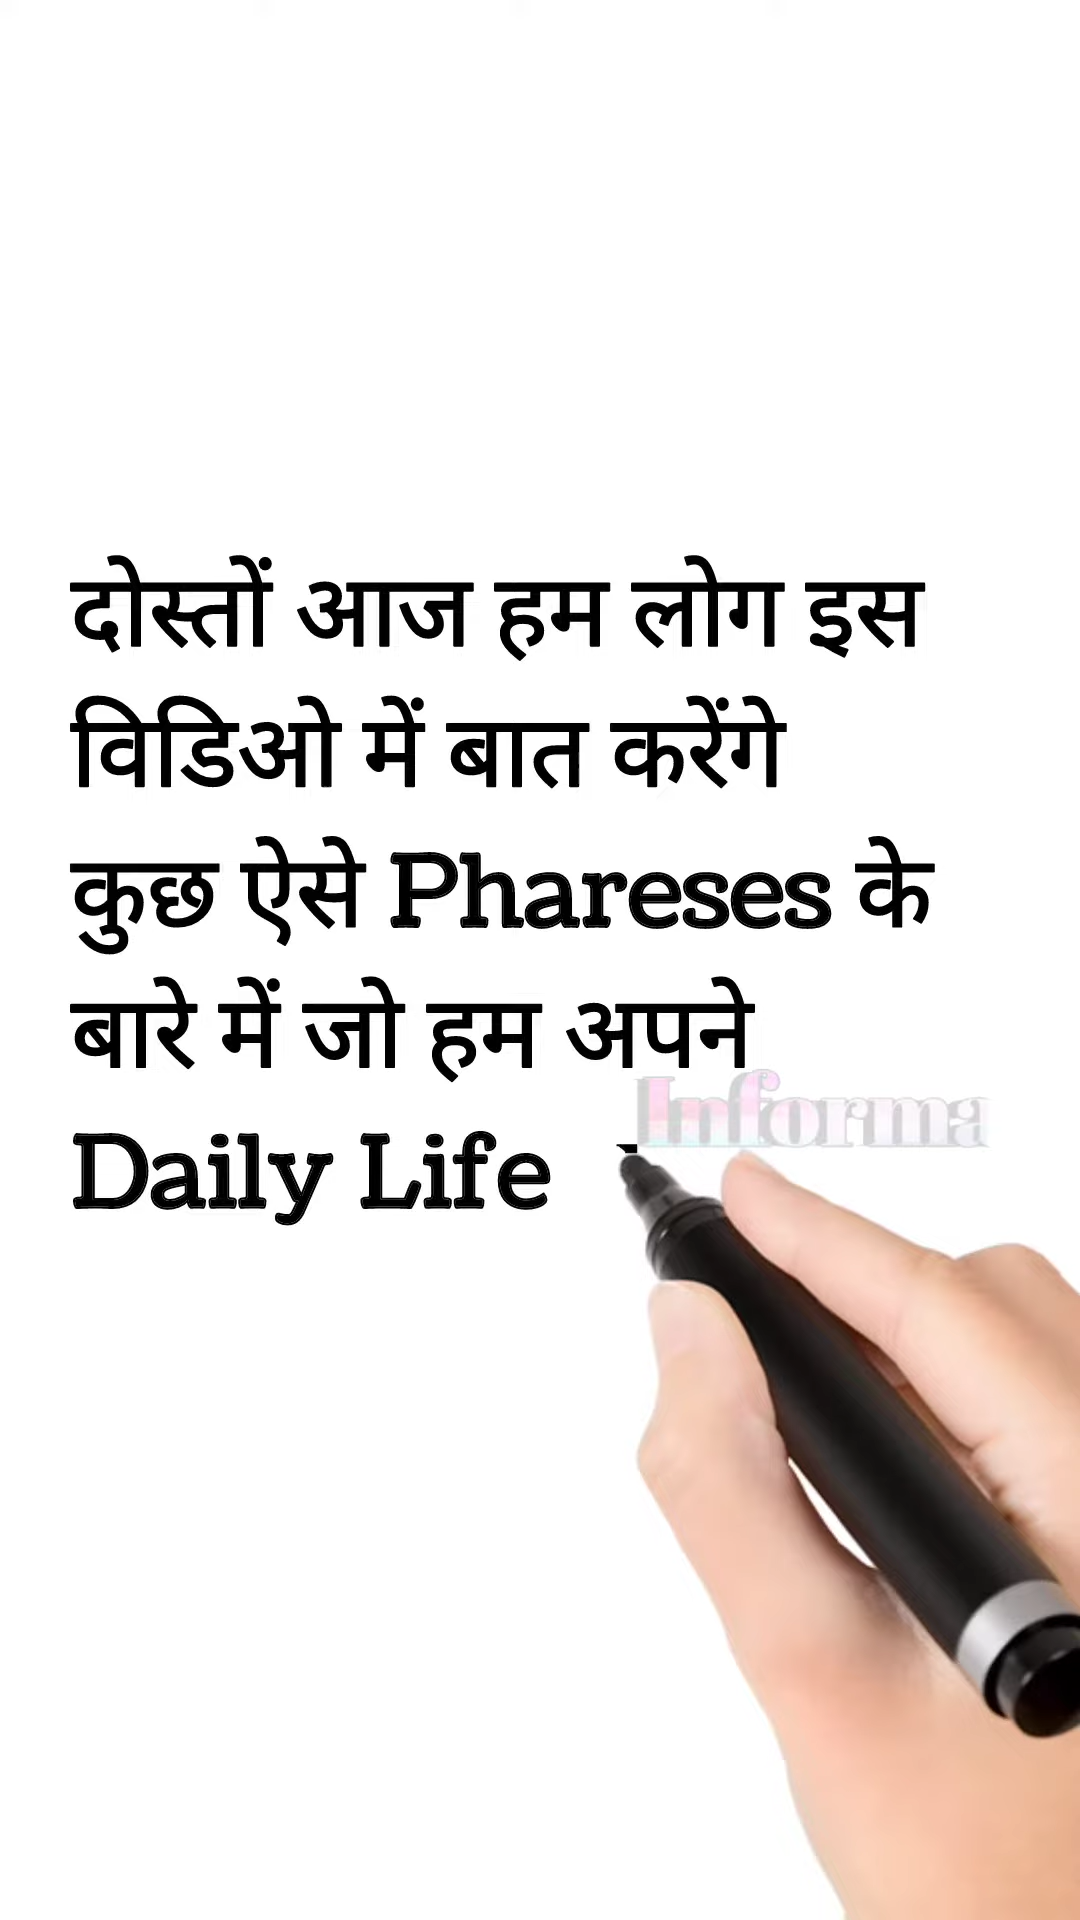 दोस्तों आज हम लोग इस
विडिओ में बात करेंगे
कुछ ऐसे Phareses के
बारे में जो हम अपने
Informa
Daily Life